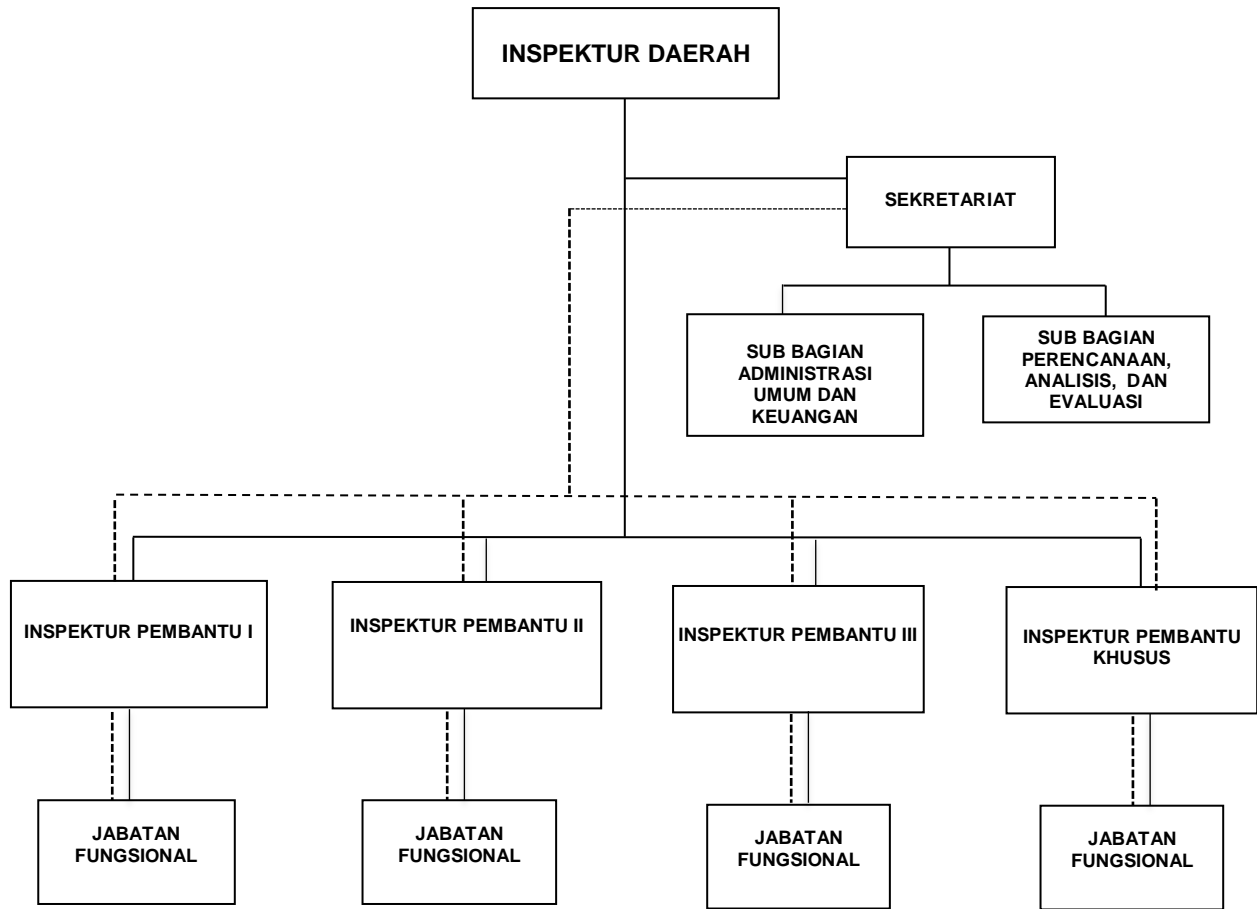 INSPEKTUR DAERAH
SEKRETARIAT
SUB BAGIAN
ADMINISTRASI
UMUM DAN
KEUANGAN
SUB BAGIAN
PERENCANAAN,
ANALISIS, DAN
EVALUASI
INSPEKTUR PEMBANTU I
INSPEKTUR PEMBANTU II
INSPEKTUR PEMBANTU III
INSPEKTUR PEMBANTU
KHUSUS
JABATAN
FUNGSIONAL
JABATAN
FUNGSIONAL
JABATAN
FUNGSIONAL
JABATAN
FUNGSIONAL